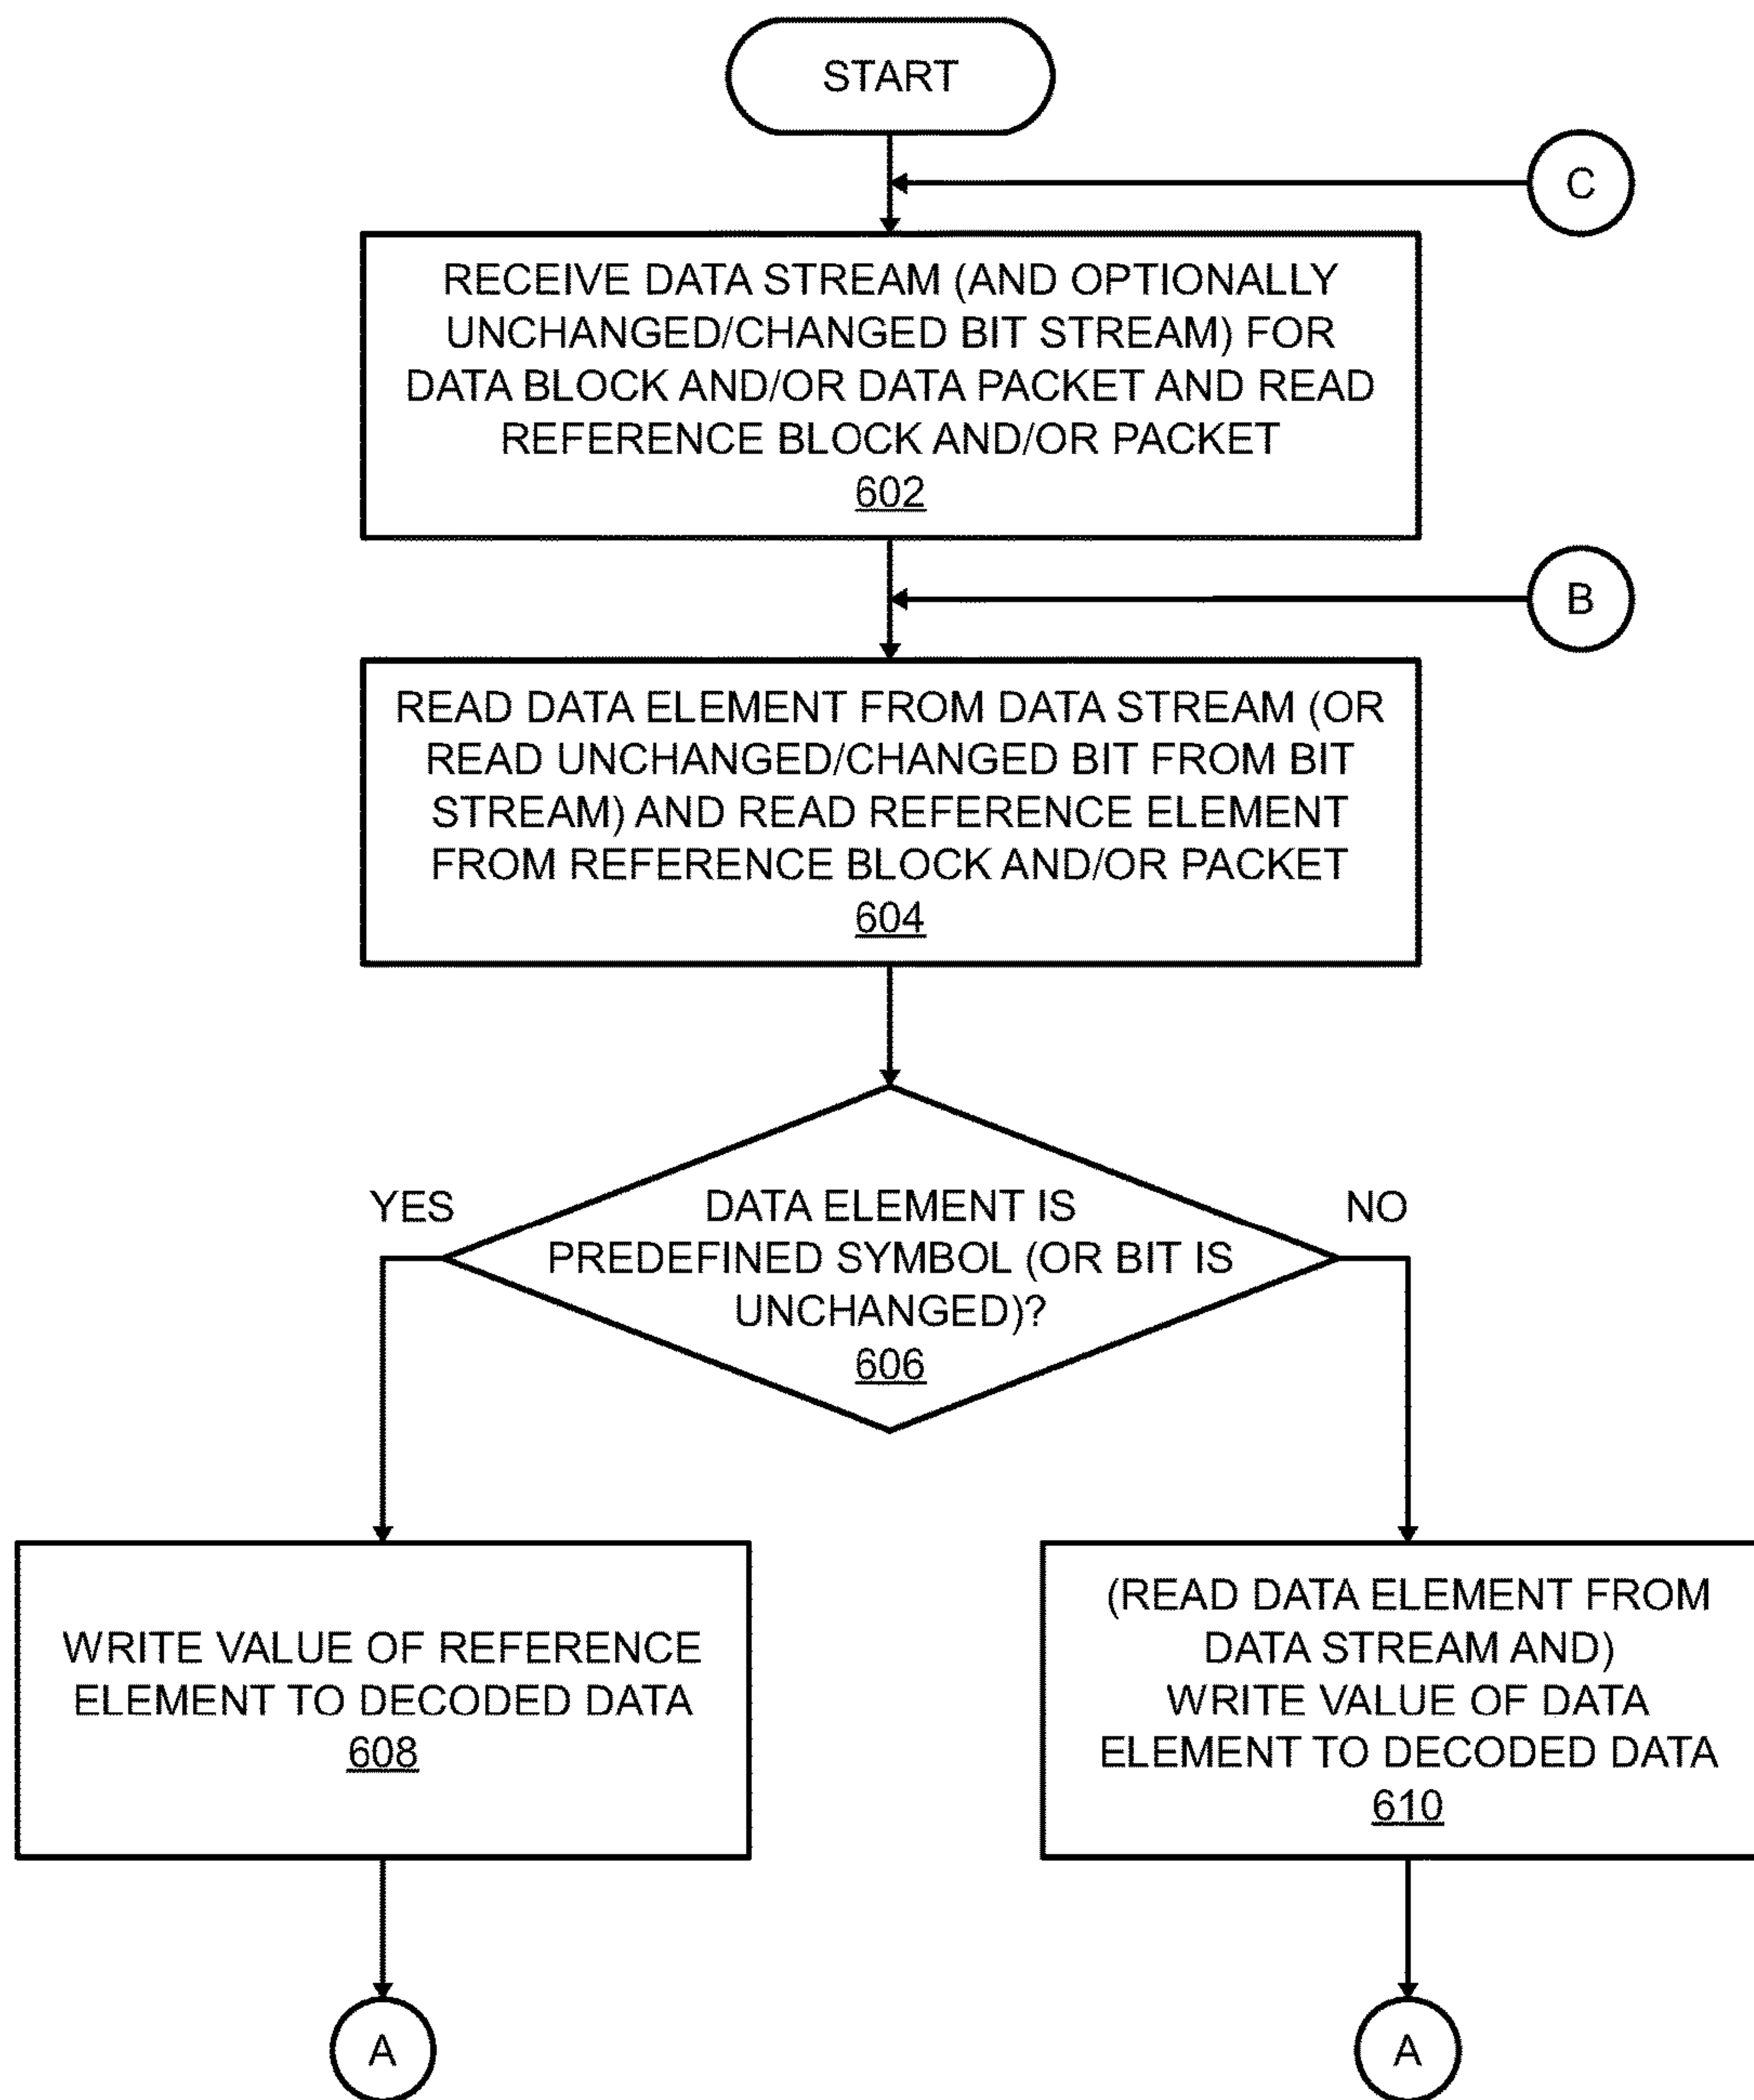 START
C
RECEIVE DATA STREAM (AND OPTIONALLY
UNCHANGED/CHANGED BIT STREAM) FOR
DATA BLOCK AND/OR DATA PACKET AND READ
REFERENCE BLOCK AND/OR PACKET
602
B
READ DATA ELEMENT FROM DATA STREAM (OR
READ UNCHANGED/CHANGED BIT FROM BIT
STREAM) AND READ REFERENCE ELEMENT
FROM REFERENCE BLOCK AND/OR PACKET
604
YES
DATA ELEMENT IS
PREDEFINED SYMBOL (OR BIT IS
UNCHANGED)?
606
NO
WRITE VALUE OF REFERENCE
ELEMENT TO DECODED DATA
608
(READ DATA ELEMENT FROM
DATA STREAM AND)
WRITE VALUE OF DATA
ELEMENT TO DECODED DATA
610
A
A